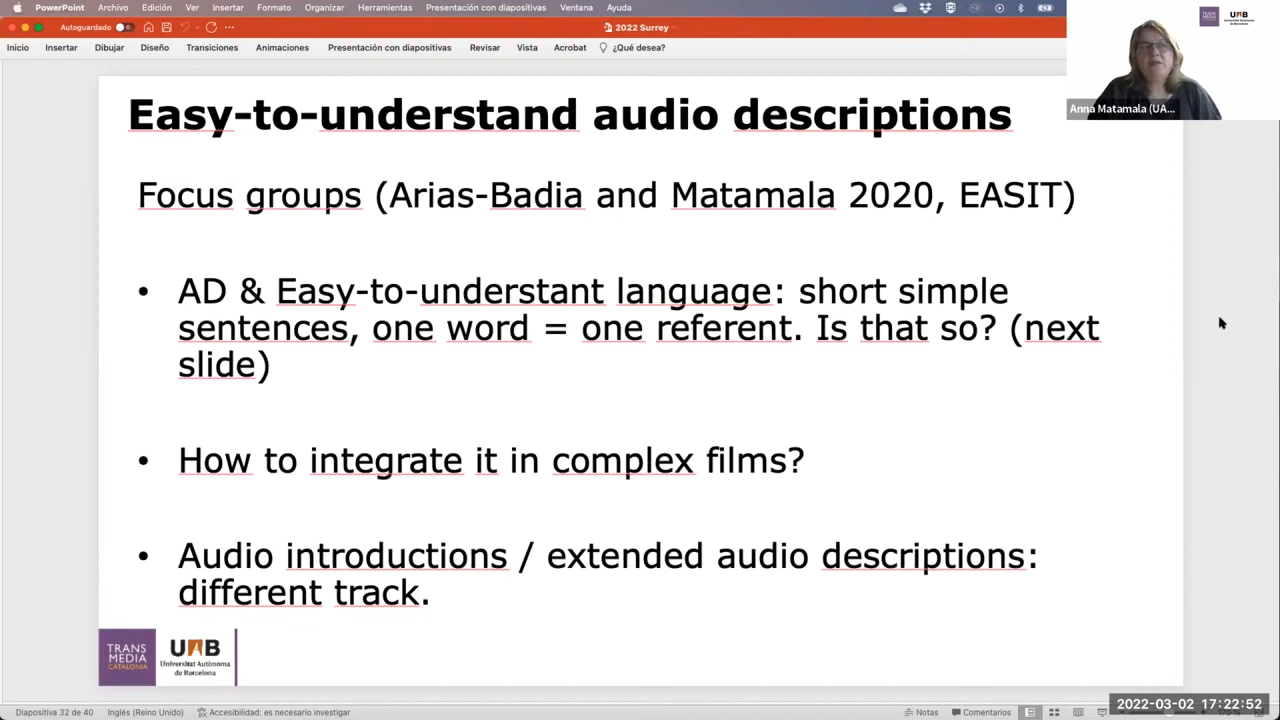 PowerPoint Archivo Edición Ver Insertar Formato Organizar Herramientas Presentación con diapositivas Ventana Ayuda
Autoguardado
2022 Surrey
Inicio Insertar Dibujar Diseño Transiciones Animaciones Presentación con diapositivas Revisar Vista Acrobat ¿Qué desea?
UAB
Anna Matamala (UA...
Easy-to-understand audio descriptions
Focus groups (Arias-Badia and Matamala 2020, EASIT)
• AD & Easy-to-understant language: short simple
sentences, one word = one referent. Is that so? (next
slide)
• How to integrate it in complex films?
• Audio introductions / extended audio descriptions:
different track.
TRANS
MEDIA
CATALONIA
UAB
Universitat Autònoma
de Barcelona
2022-03-02 17:22:52
Diapositiva 32 de 40 Inglés (Reino Unido) Accesibilidad: es necesario investigar Notas Comentarios